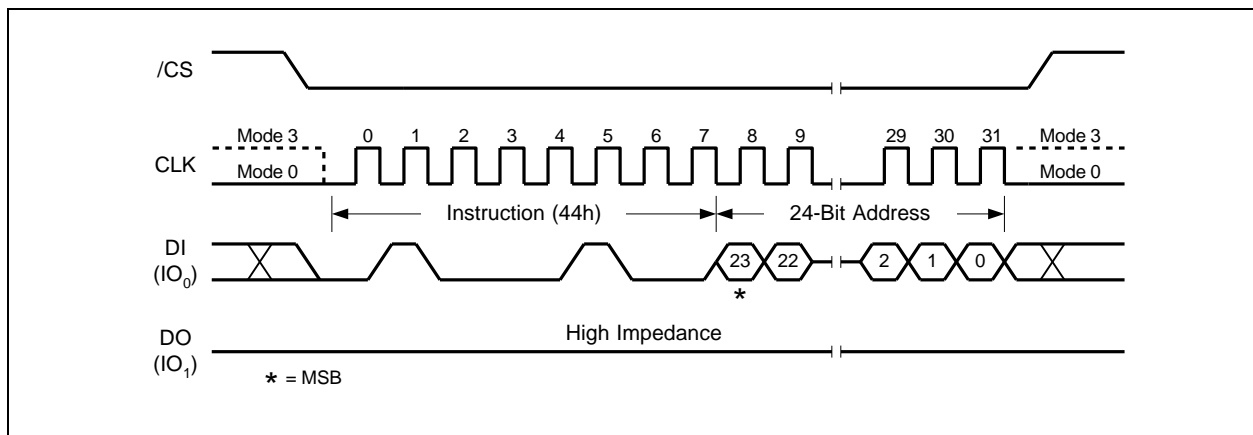 /CS
Mode 3 0 1 2 3 4 5 6 7 8 9 29 30 31 Mode 3
CLK Mode 0 Mode 0
Instruction (44h) 24-Bit Address
DI
(IO0) 23 22 2 1 0
*
High Impedance
DO
(IO1)
* = MSB